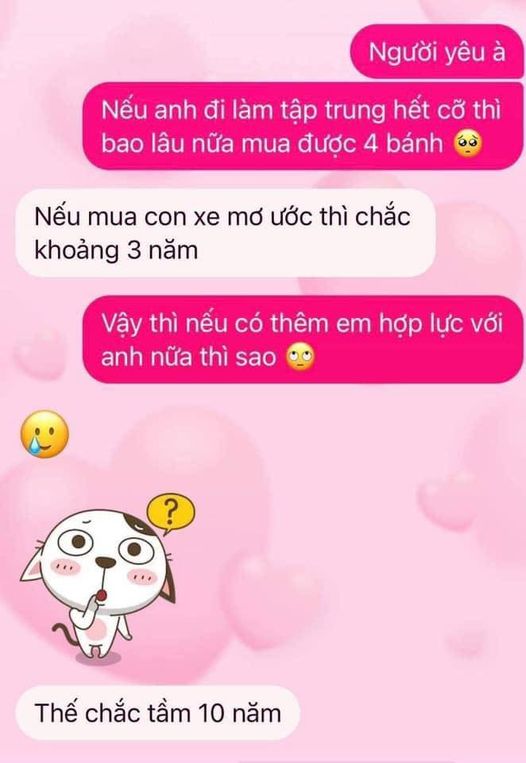 Người yêu à
Nếu anh đi làm tập trung hết cỡ thì
bao lâu nữa mua được 4 bánh 🥺
Nếu mua con xe mơ ước thì chắc
khoảng 3 năm
Vậy thì nếu có thêm em hợp lực với
anh nữa thì sao 🙄
🥲
?
Thế chắc tầm 10 năm